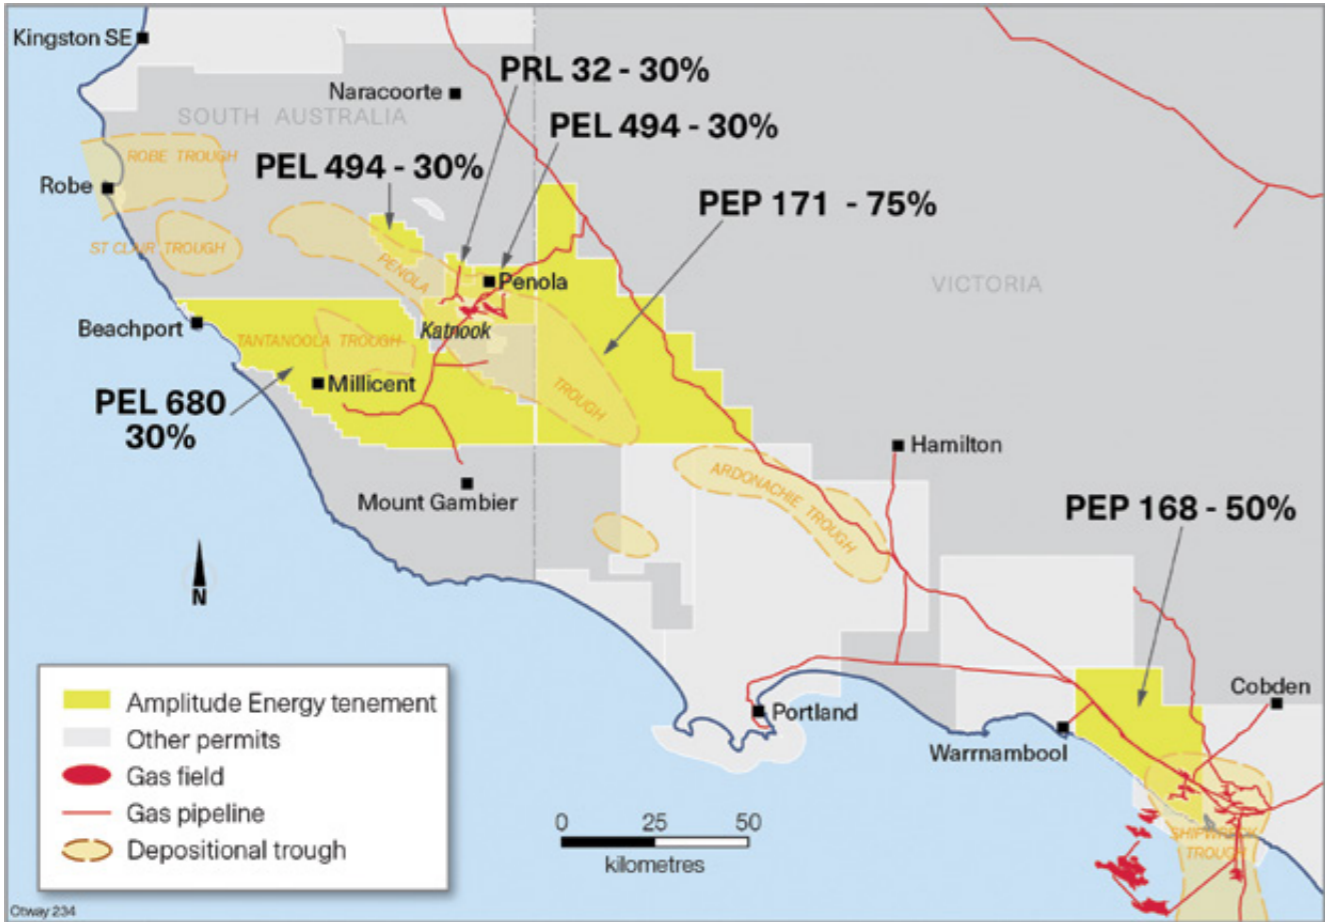 Kingston SE
PRL 32 - 30%
Naracoorte
SOUTH AUSTRALIA
PEL 494 - 30%
ROBE TROUGH
PEL 494 - 30%
Robe
PEP 171 - 75%
ST CLAIR TROUGH
PENOLA
Penola
VICTORIA
Beachport
Katnook
TANTANOOLA TROUGH
Millicent
TROUGH
PEL 680
30%
Hamilton
ARDONACHIE TROUGH
Mount Gambier
PEP 168 - 50%
N
Cobden
Portland
Warrnambool
Amplitude Energy tenement
Other permits
Gas field
Gas pipeline
Depositional trough
0 25 50
kilometres
SHIPWRECK
TROUGH
Otway 234